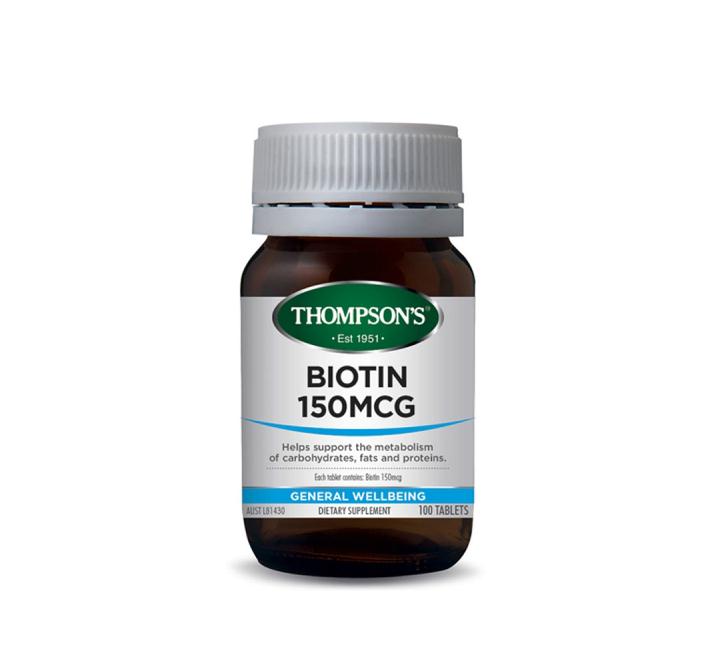 THOMPSON'S®
• Est 1951 •
BIOTIN
150MCG
Helps support the metabolism
of carbohydrates, fats and proteins.
Each tablet contains: Biotin 150mcg
GENERAL WELLBEING
AUST L81430 DIETARY SUPPLEMENT 100 TABLETS